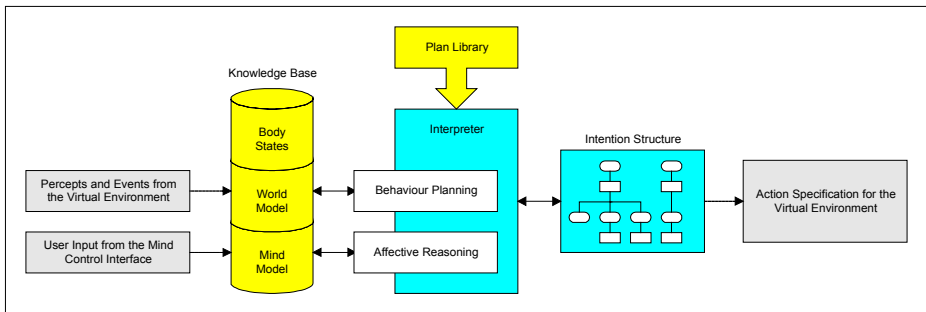 Plan Library
Knowledge Base
Body
States
Interpreter
Intention Structure
Percepts and Events from
the Virtual Environment
World
Model
Behaviour Planning
Action Specification for the
Virtual Environment
User Input from the Mind
Control Interface
Mind
Model
Affective Reasoning